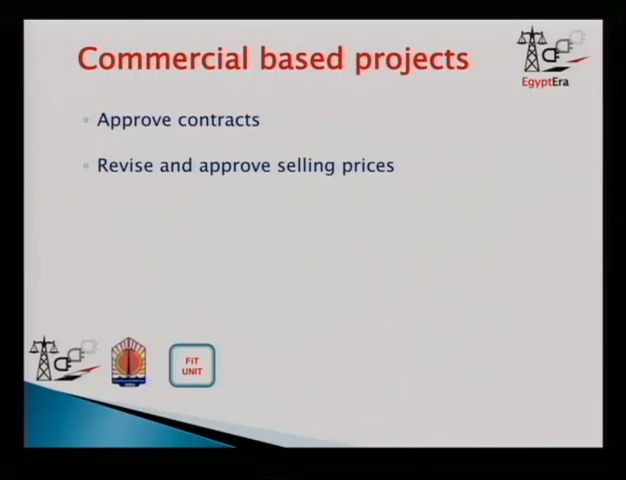 Commercial based projects
EgyptEra
Approve contracts
Revise and approve selling prices
FiT
UNIT